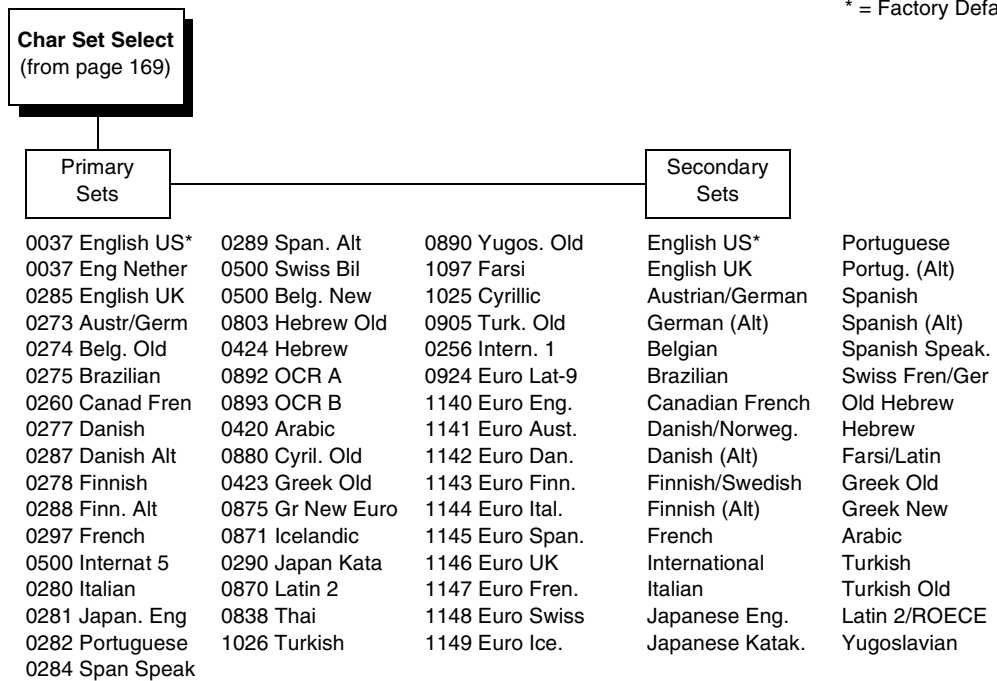 * = Factory Defa
Char Set Select
(from page 169)
Primary
Sets
Secondary
Sets
0037 English US*
0037 Eng Nether
0285 English UK
0273 Austr/Germ
0274 Belg. Old
0275 Brazilian
0260 Canad Fren
0277 Danish
0287 Danish Alt
0278 Finnish
0288 Finn. Alt
0297 French
0500 Internat 5
0280 Italian
0281 Japan. Eng
0282 Portuguese
0284 Span Speak
0289 Span. Alt
0500 Swiss Bil
0500 Belg. New
0803 Hebrew Old
0424 Hebrew
0892 OCR A
0893 OCR B
0420 Arabic
0880 Cyril. Old
0423 Greek Old
0875 Gr New Euro
0871 Icelandic
0290 Japan Kata
0870 Latin 2
0838 Thai
1026 Turkish
0890 Yugos. Old
1097 Farsi
1025 Cyrillic
0905 Turk. Old
0256 Intern. 1
0924 Euro Lat-9
1140 Euro Eng.
1141 Euro Aust.
1142 Euro Dan.
1143 Euro Finn.
1144 Euro Ital.
1145 Euro Span.
1146 Euro UK
1147 Euro Fren.
1148 Euro Swiss
1149 Euro Ice.
English US*
English UK
Austrian/German
German (Alt)
Belgian
Brazilian
Canadian French
Danish/Norweg.
Danish (Alt)
Finnish/Swedish
Finnish (Alt)
French
International
Italian
Japanese Eng.
Japanese Katak.
Portuguese
Portug. (Alt)
Spanish
Spanish (Alt)
Spanish Speak.
Swiss Fren/Ger
Old Hebrew
Hebrew
Farsi/Latin
Greek Old
Greek New
Arabic
Turkish
Turkish Old
Latin 2/ROECE
Yugoslavian